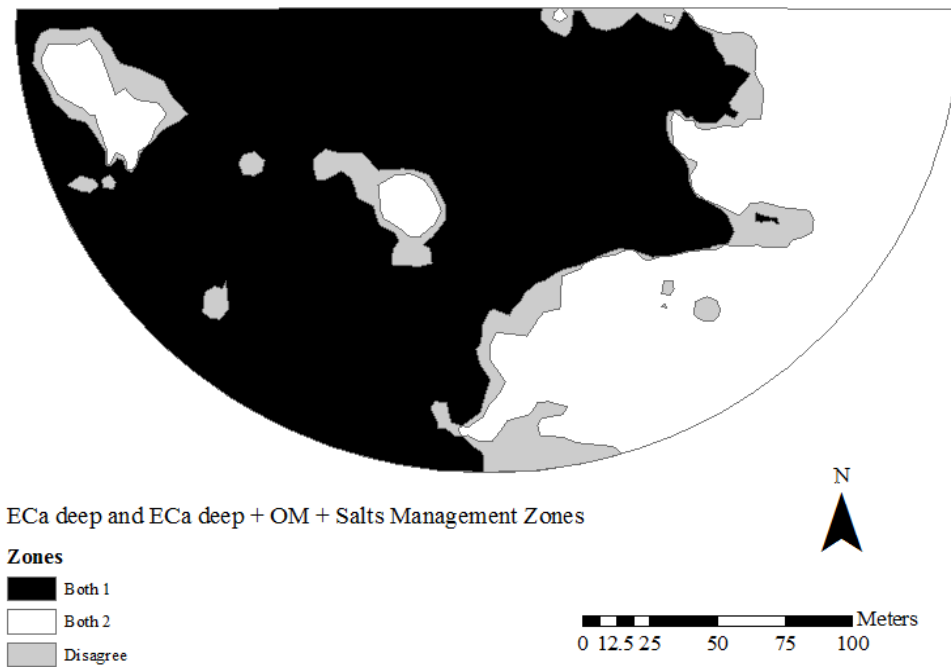 N
ECa deep and ECa deep + OM + Salts Management Zones
Zones
Both 1
Both 2
Disagree
Meters
0 12.5 25 50 75 100